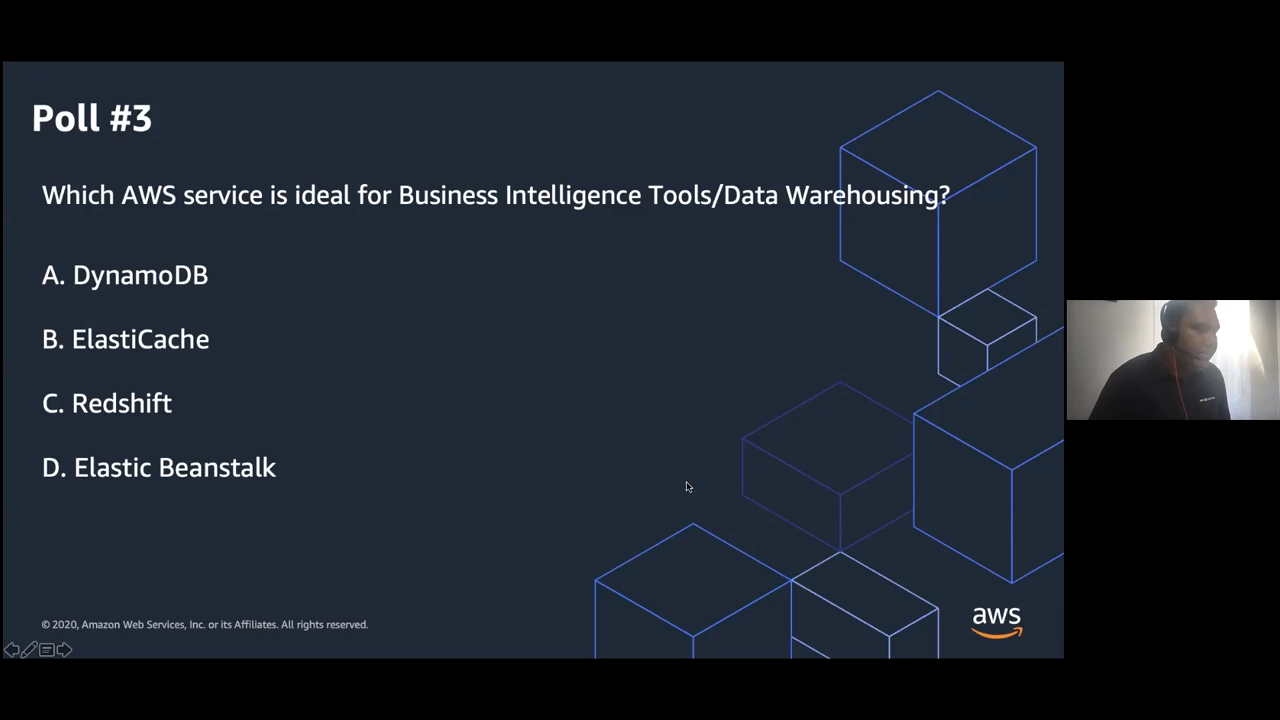 Poll #3
Which AWS service is ideal for Business Intelligence Tools/Data Warehousing?
A. DynamoDB
B. ElastiCache
C. Redshift
D. Elastic Beanstalk
© 2020, Amazon Web Services, Inc. or its Affiliates. All rights reserved.
aws